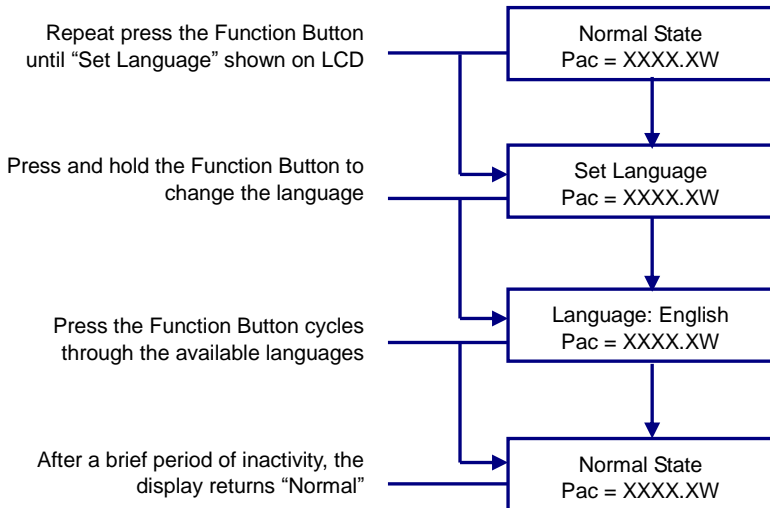 Repeat press the Function Button
until “Set Language” shown on LCD
Normal State
Pac = XXXX.XW
Press and hold the Function Button to
change the language
Set Language
Pac = XXXX.XW
Press the Function Button cycles
through the available languages
Language: English
Pac = XXXX.XW
After a brief period of inactivity, the
display returns “Normal”
Normal State
Pac = XXXX.XW